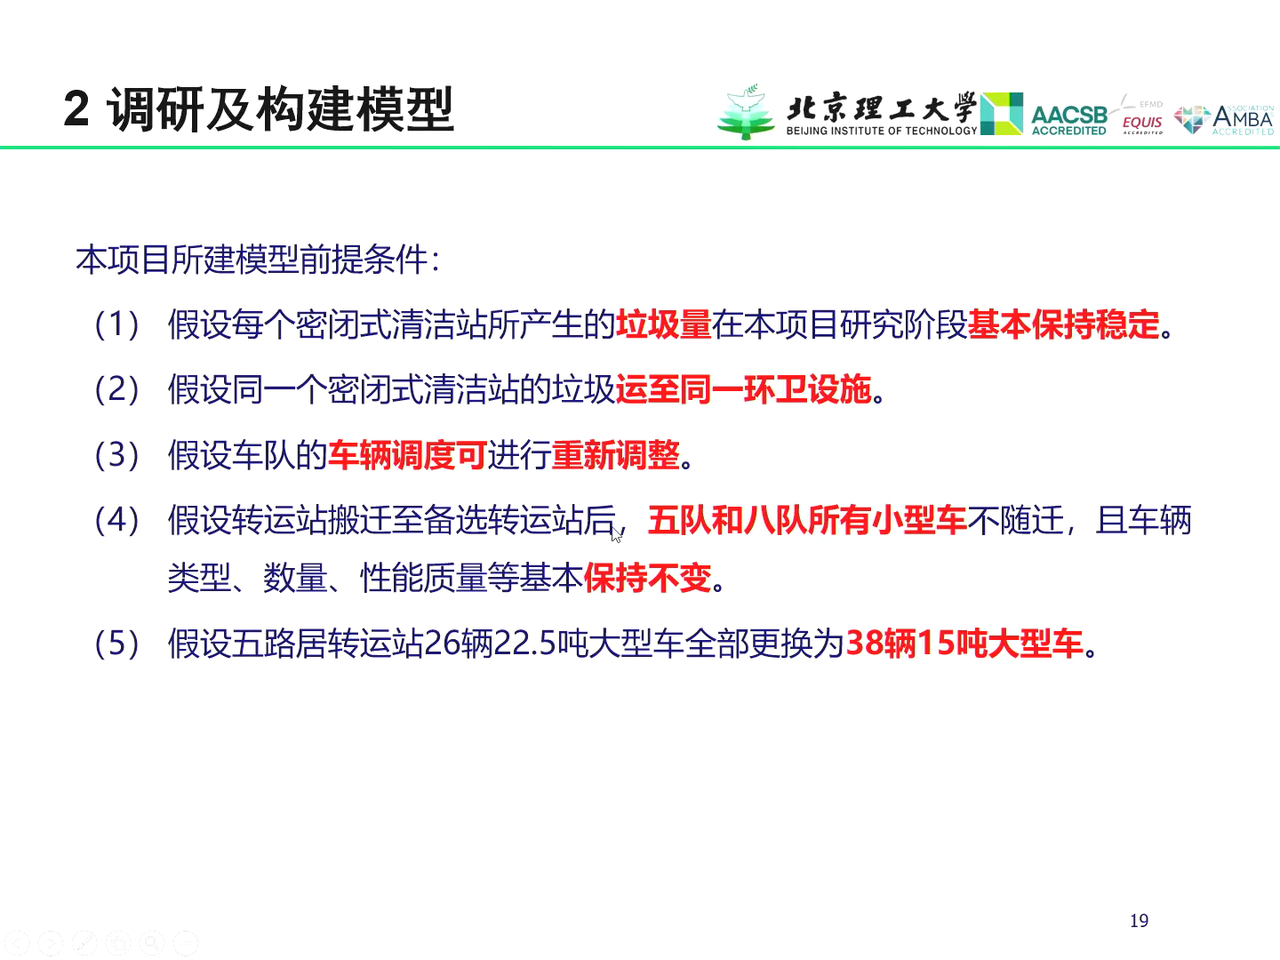 2 调研及构建模型
北京理工大学
BEIJING INSTITUTE OF TECHNOLOGY
AACSB
ACCREDITED
EFMD
EQUIS
ACCREDITED
ASSOCIATION
AMBA
ACCREDITED
本项目所建模型前提条件：
（1） 假设每个密闭式清洁站所产生的垃圾量在本项目研究阶段基本保持稳定。
（2） 假设同一个密闭式清洁站的垃圾运至同一环卫设施。
（3） 假设车队的车辆调度可进行重新调整。
（4） 假设转运站搬迁至备选转运站后，五队和八队所有小型车不随迁，且车辆
类型、数量、性能质量等基本保持不变。
（5） 假设五路居转运站26辆22.5吨大型车全部更换为38辆15吨大型车。
19